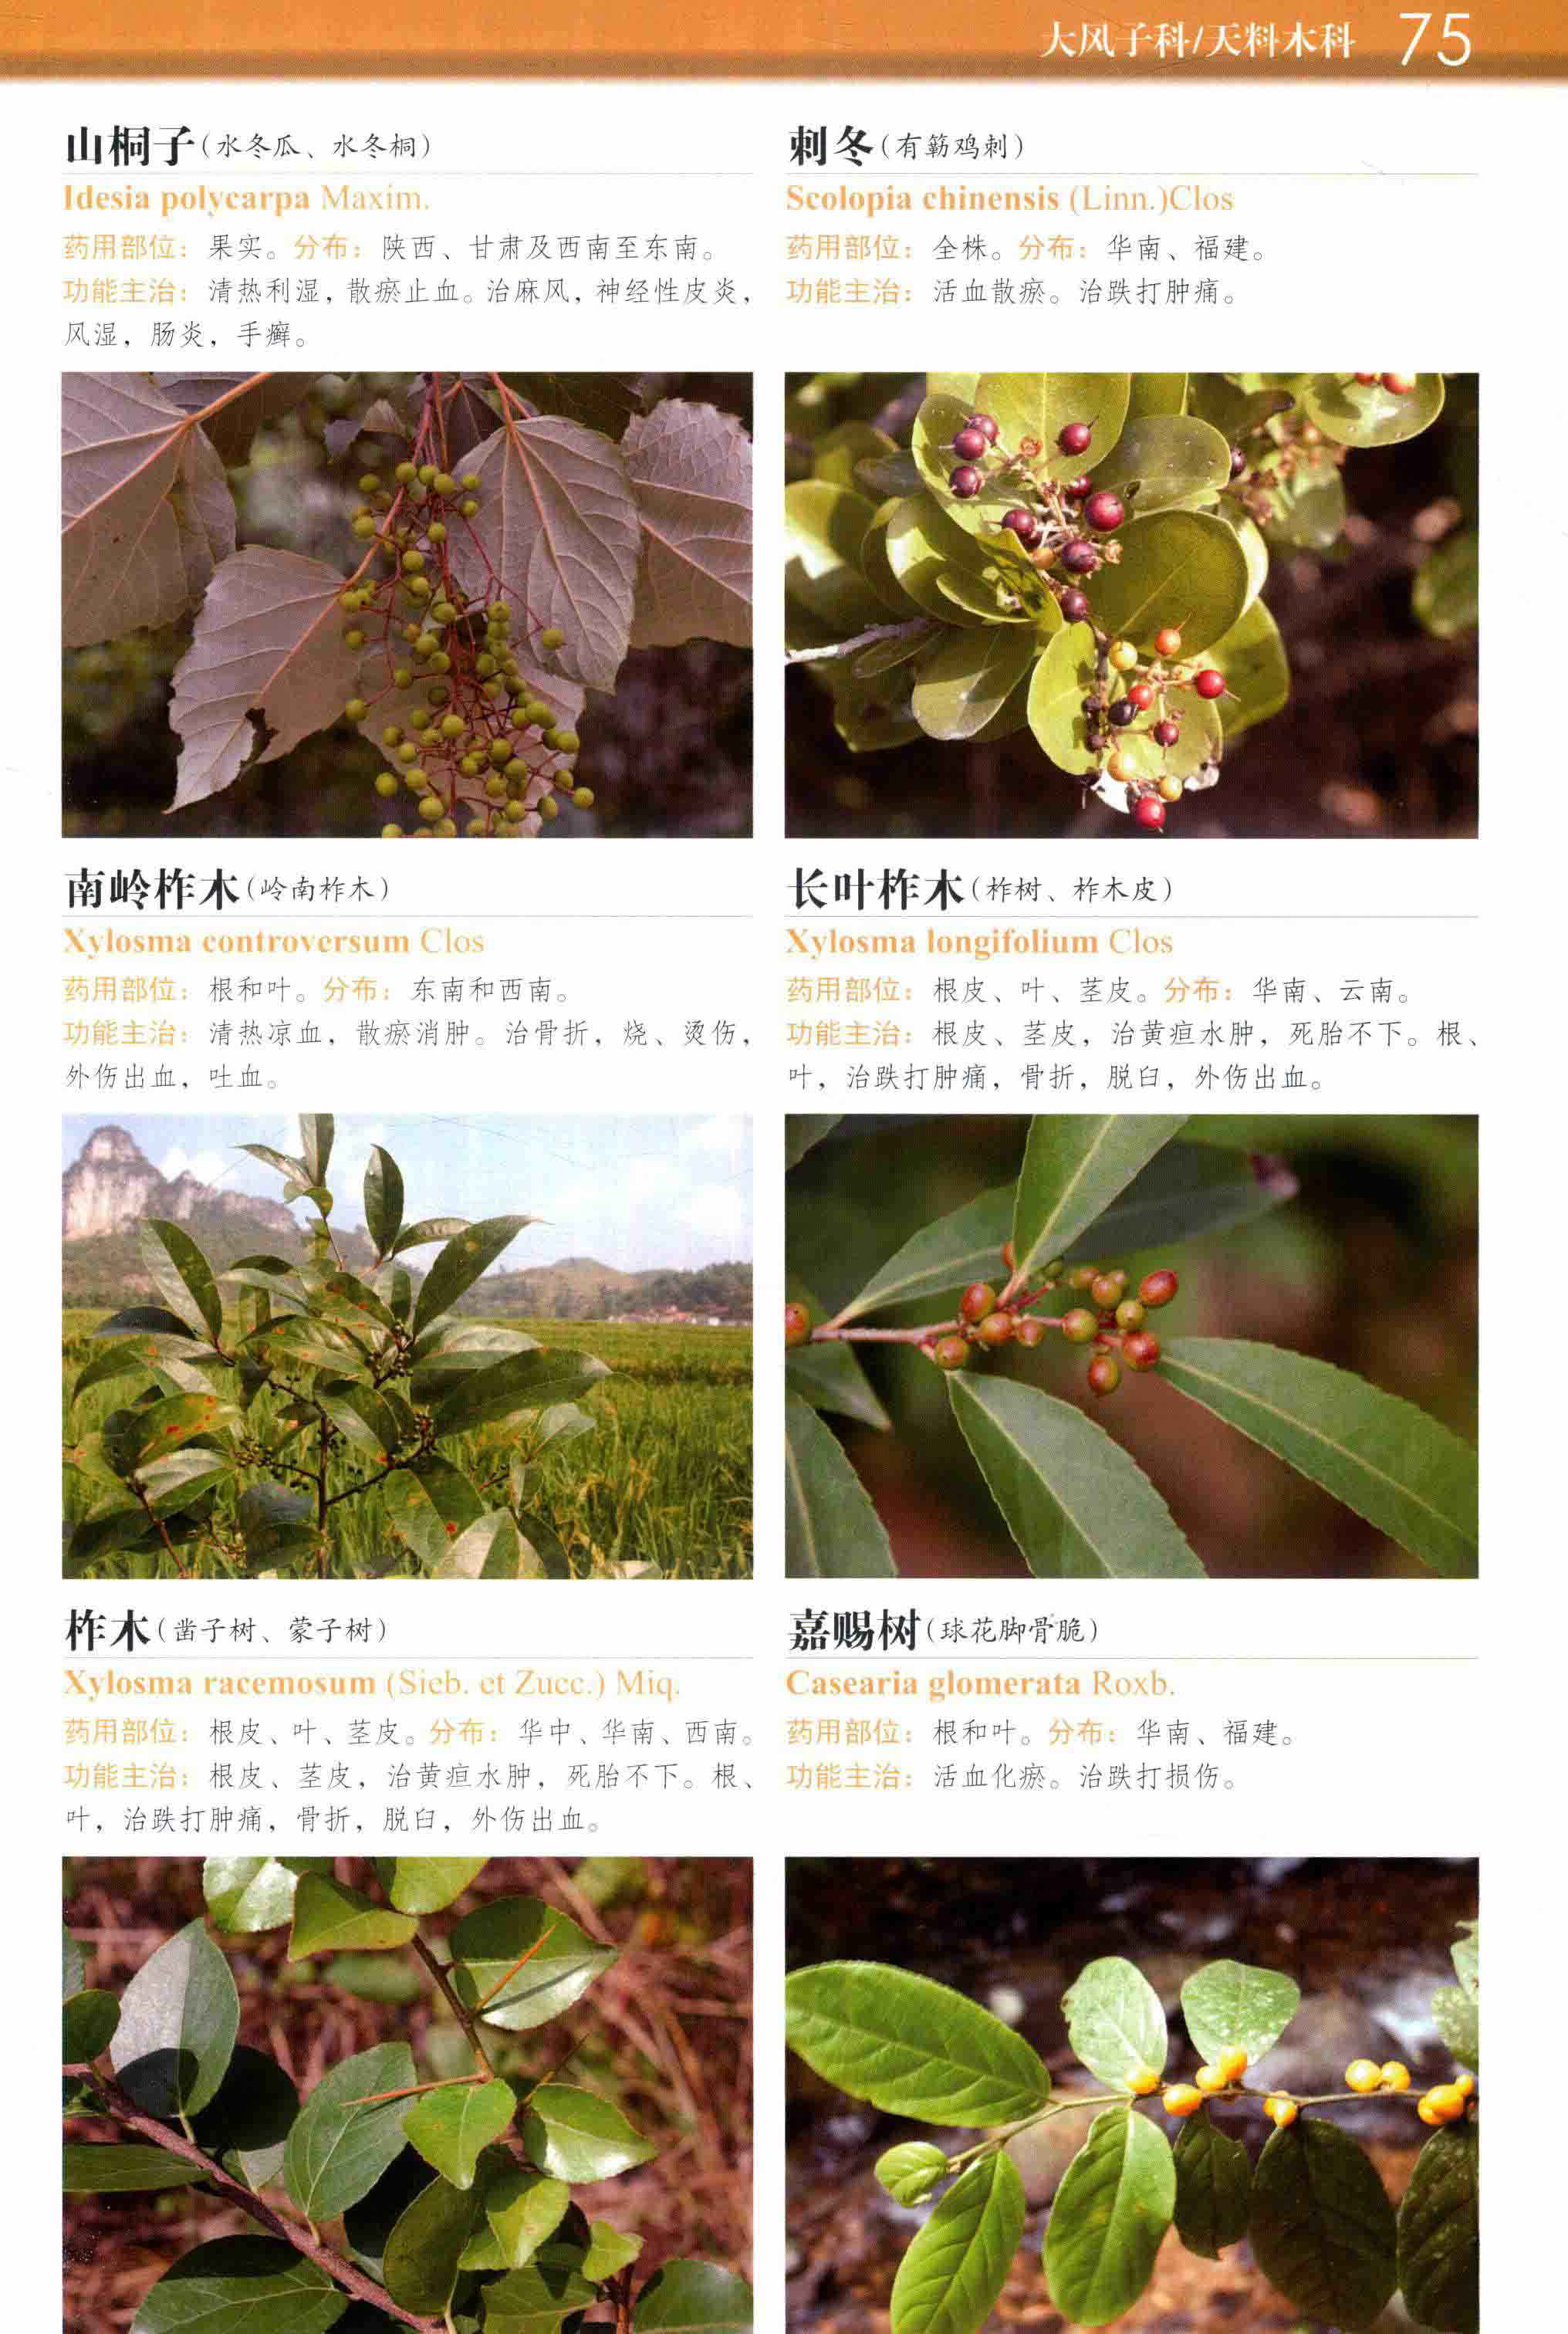 大风子科/天料木科 75
山桐子(水冬瓜、水冬桐)
Idesia polycarpa Maxim.
药用部位：果实。分布：陕西、甘肃及西南至东南。
功能主治：清热利湿，散瘀止血。治麻风，神经性皮炎，
风湿，肠炎，手癣。
刺冬(有簕鸡刺)
Scolopia chinensis (Linn.)Clos
药用部位：全株。分布：华南、福建。
功能主治：活血散瘀。治跌打肿痛。
南岭柞木(岭南柞木)
Xylosma controversum Clos
药用部位：根和叶。分布：东南和西南。
功能主治：清热凉血，散瘀消肿。治骨折，烧、烫伤，
外伤出血，吐血。
长叶柞木(柞树、柞木皮)
Xylosma longifolium Clos
药用部位：根皮、叶、茎皮。分布：华南、云南。
功能主治：根皮、茎皮，治黄疸水肿，死胎不下。根、
叶，治跌打肿痛，骨折，脱臼，外伤出血。
柞木(凿子树、蒙子树)
Xylosma racemosum (Sieb. et Zucc.) Miq.
药用部位：根皮、叶、茎皮。分布：华中、华南、西南。
功能主治：根皮、茎皮，治黄疸水肿，死胎不下。根、
叶，治跌打肿痛，骨折，脱臼，外伤出血。
嘉赐树(球花脚骨脆)
Casearia glomerata Roxb.
药用部位：根和叶。分布：华南、福建。
功能主治：活血化瘀。治跌打损伤。